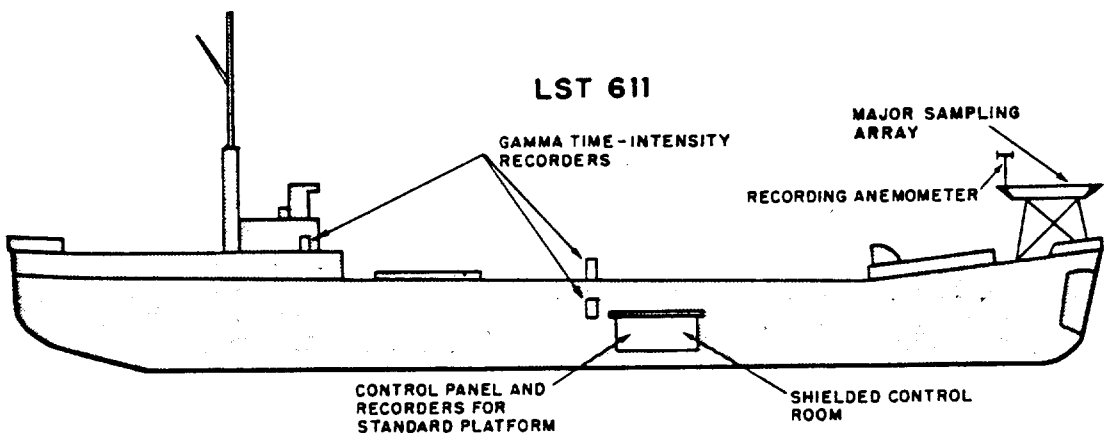 LST 611
GAMMA TIME-INTENSITY
RECORDERS
MAJOR SAMPLING
ARRAY
RECORDING ANEMOMETER
CONTROL PANEL AND
RECORDERS FOR
STANDARD PLATFORM
SHIELDED CONTROL
ROOM